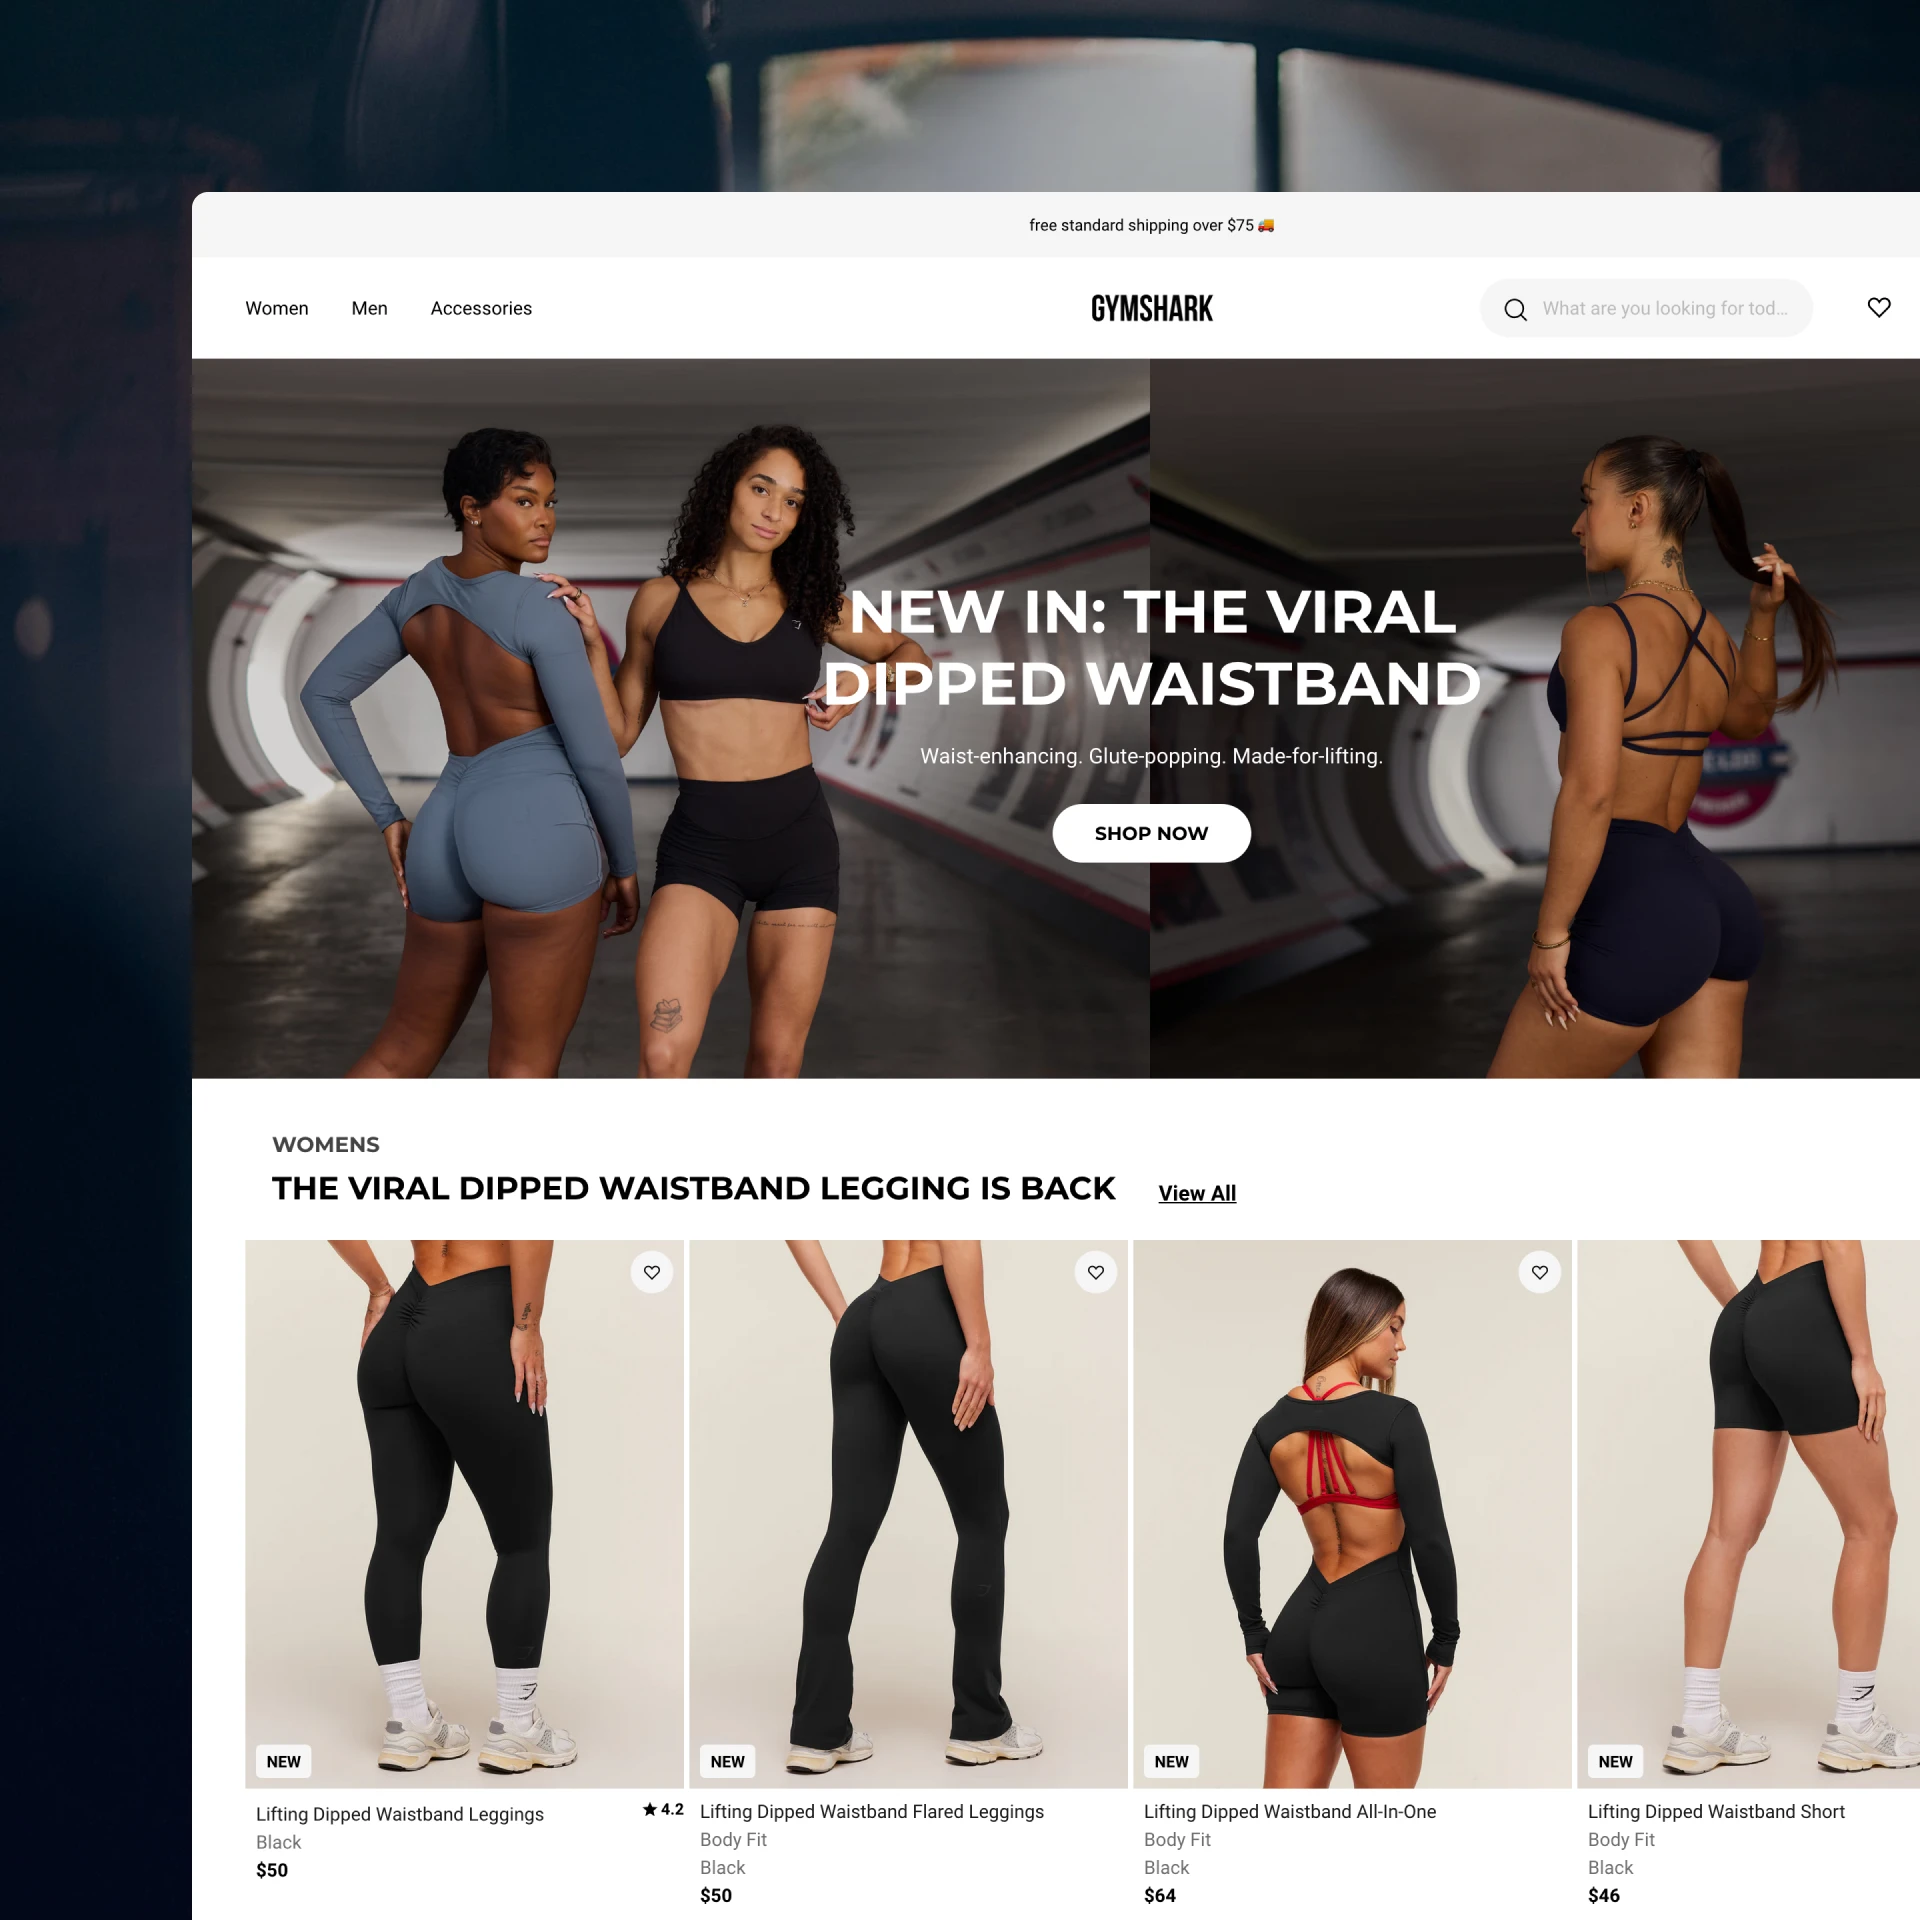 free standard shipping over $75 🚚
Women Men Accessories
GYMSHARK
What are you looking for tod...
NEW IN: THE VIRAL
DIPPED WAISTBAND
Waist-enhancing. Glute-popping. Made-for-lifting.
SHOP NOW
WOMENS
THE VIRAL DIPPED WAISTBAND LEGGING IS BACK
View All
NEW
Lifting Dipped Waistband Leggings
★ 4.2
Black
$50
NEW
Lifting Dipped Waistband Flared Leggings
Body Fit
Black
$50
NEW
Lifting Dipped Waistband All-In-One
Body Fit
Black
$64
NEW
Lifting Dipped Waistband Short
Body Fit
Black
$46